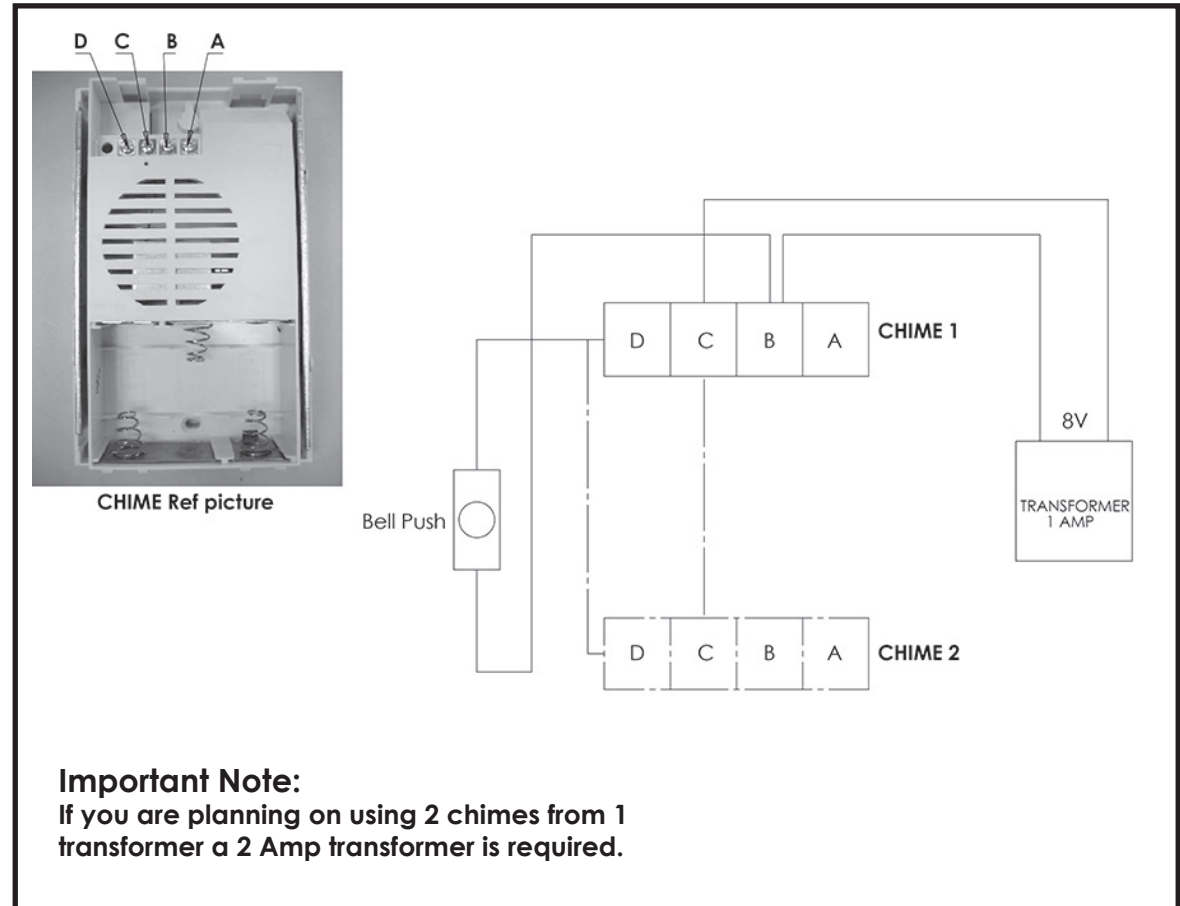 D C B A
CHIME Ref picture
D C B A CHIME 1
8V
TRANSFORMER
1 AMP
Bell Push
D C B A CHIME 2
Important Note:
If you are planning on using 2 chimes from 1
transformer a 2 Amp transformer is required.